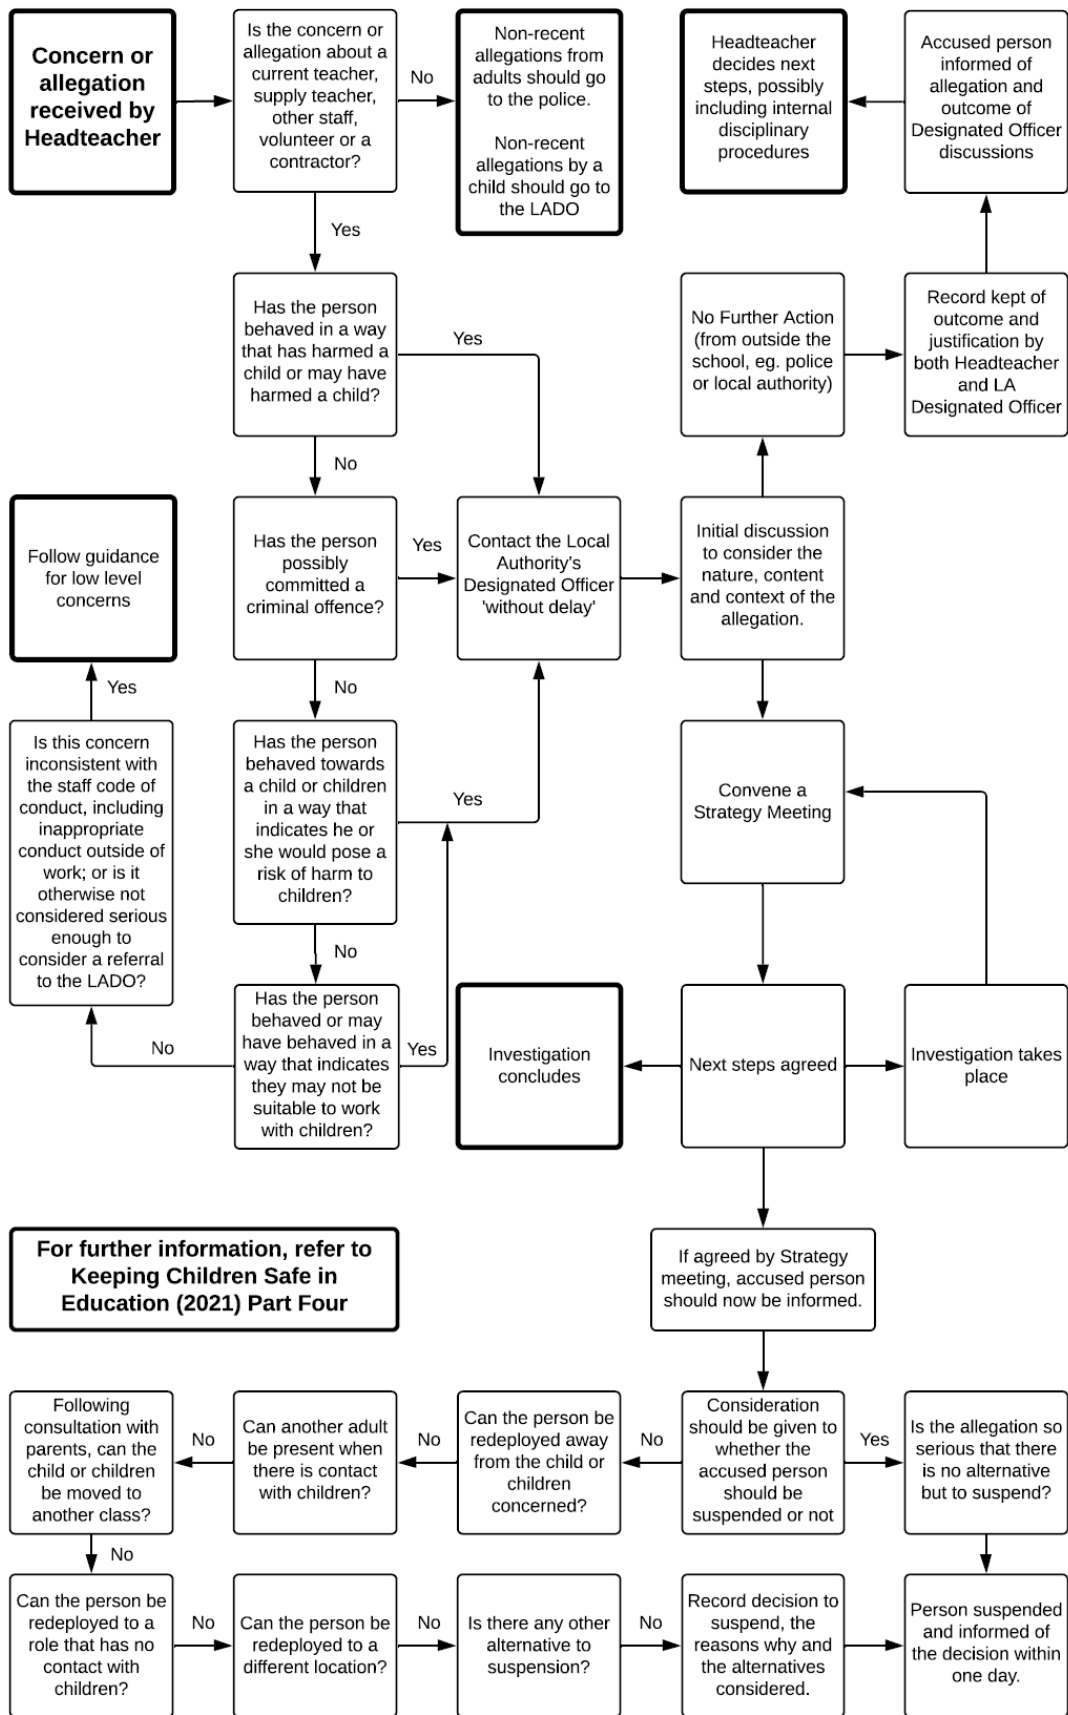 Concern or
allegation
received by
Headteacher
Is the concern or
allegation about a
current teacher,
supply teacher,
other staff,
volunteer or a
contractor?
No
Non-recent
allegations from
adults should go
to the police.
Non-recent
allegations by a
child should go to
the LADO
Headteacher
decides next
steps, possibly
including internal
disciplinary
procedures
Accused person
informed of
allegation and
outcome of
Designated Officer
discussions
Yes
Has the person
behaved in a way
that has harmed a
child or may have
harmed a child?
Yes
No Further Action
(from outside the
school, eg. police
or local authority)
Record kept of
outcome and
justification by
both Headteacher
and LA
Designated Officer
No
Follow guidance
for low level
concerns
Has the person
possibly
committed a
criminal offence?
Yes
Contact the Local
Authority's
Designated Officer
'without delay'
Initial discussion
to consider the
nature, content
and context of the
allegation.
Yes
No
Is this concern
inconsistent with
the staff code of
conduct, including
inappropriate
conduct outside of
work; or is it
otherwise not
considered serious
enough to
consider a referral
to the LADO?
Has the person
behaved towards
a child or children
in a way that
indicates he or
she would pose a
risk of harm to
children?
Yes
Convene a
Strategy Meeting
No
No
Has the person
behaved or may
have behaved in a
way that indicates
they may not be
suitable to work
with children?
Yes
Investigation
concludes
Next steps agreed
Investigation takes
place
For further information, refer to
Keeping Children Safe in
Education (2021) Part Four
If agreed by Strategy
meeting, accused person
should now be informed.
Following
consultation with
parents, can the
child or children
be moved to
another class?
No
Can another adult
be present when
there is contact
with children?
No
Can the person be
redeployed away
from the child or
children
concerned?
No
Consideration
should be given to
whether the
accused person
should be
suspended or not
Yes
Is the allegation so
serious that there
is no alternative
but to suspend?
No
Can the person be
redeployed to a
role that has no
contact with
children?
No
Can the person be
redeployed to a
different location?
No
Is there any other
alternative to
suspension?
No
Record decision to
suspend, the
reasons why and
the alternatives
considered.
Person suspended
and informed of
the decision within
one day.